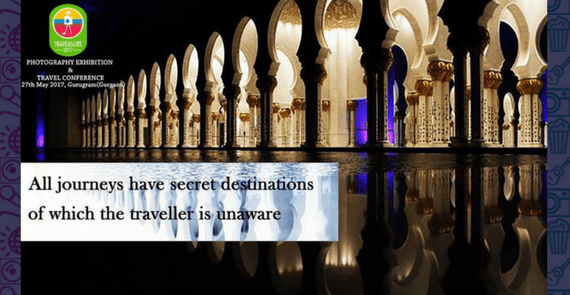 TRAVELASURE
2017
PHOTOGRAPHY EXHIBITION
TRAVEL CONFERENCE
27th May 2017, Gurugram(Gurgaon)
All journeys have secret destinations
of which the traveller is unaware